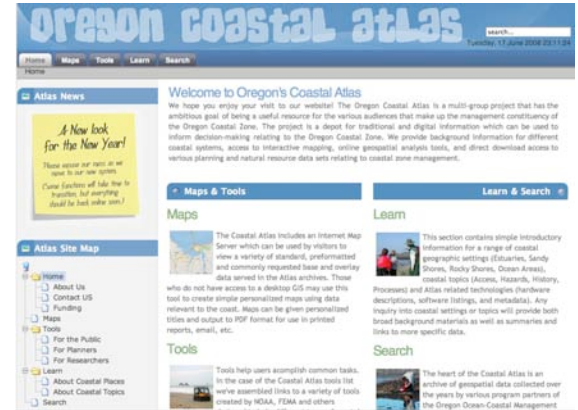 oregon coastal atlas
search...
Tuesday, 17 June 2008 23:11:24
Home Maps Tools Learn Search
Home
Atlas News
A New look
for the New Year!
Please excuse our mess as we
move to our new system.
Some functions will take time to
transition, but everything
should be back online soon!
Atlas Site Map
Home
About Us
Contact US
Funding
Maps
Tools
For the Public
For Planners
For Researchers
Learn
About Coastal Places
About Coastal Topics
Search
Welcome to Oregon's Coastal Atlas
We hope you enjoy your visit to our website! The Oregon Coastal Atlas is a multi-group project that has the
ambitious goal of being a useful resource for the various audiences that make up the management constituency of
the Oregon Coastal Zone. The project is a depot for traditional and digital information which can be used to
inform decision-making relating to the Oregon Coastal Zone. We provide background information for different
coastal systems, access to interactive mapping, online geospatial analysis tools, and direct download access to
various planning and natural resource data sets relating to coastal zone management.
Maps & Tools
Maps
The Coastal Atlas includes an Internet Map
Server which can be used by visitors to
view a variety of standard, preformatted
and commonly requested base and overlay
data served in the Atlas archives. Those
who do not have access to a desktop GIS may use this
tool to create simple personalized maps using data
relevant to the coast. Maps can be given personalized
titles and output to PDF format for use in printed
reports, email, etc.
Tools
Tools help users acomplish common tasks.
In the case of the Coastal Atlas tools list
we've assembled links to a variety of tools
created by NOAA, FEMA and others
Learn & Search
Learn
This section contains simple introductory
information for a range of coastal
geographic settings (Estuaries, Sandy
Shores, Rocky Shores, Ocean Areas),
coastal topics (Access, Hazards, History,
Processes) and Atlas related technologies (hardware
descriptions, software listings, and metadata). Any
inquiry into coastal settings or topics will provide both
broad background materials as well as summaries and
links to more specific data.
Search
The heart of the Coastal Atlas is an
archive of geospatial data collected over
the years by various program partners of
the Oregon Ocean-Coastal Management